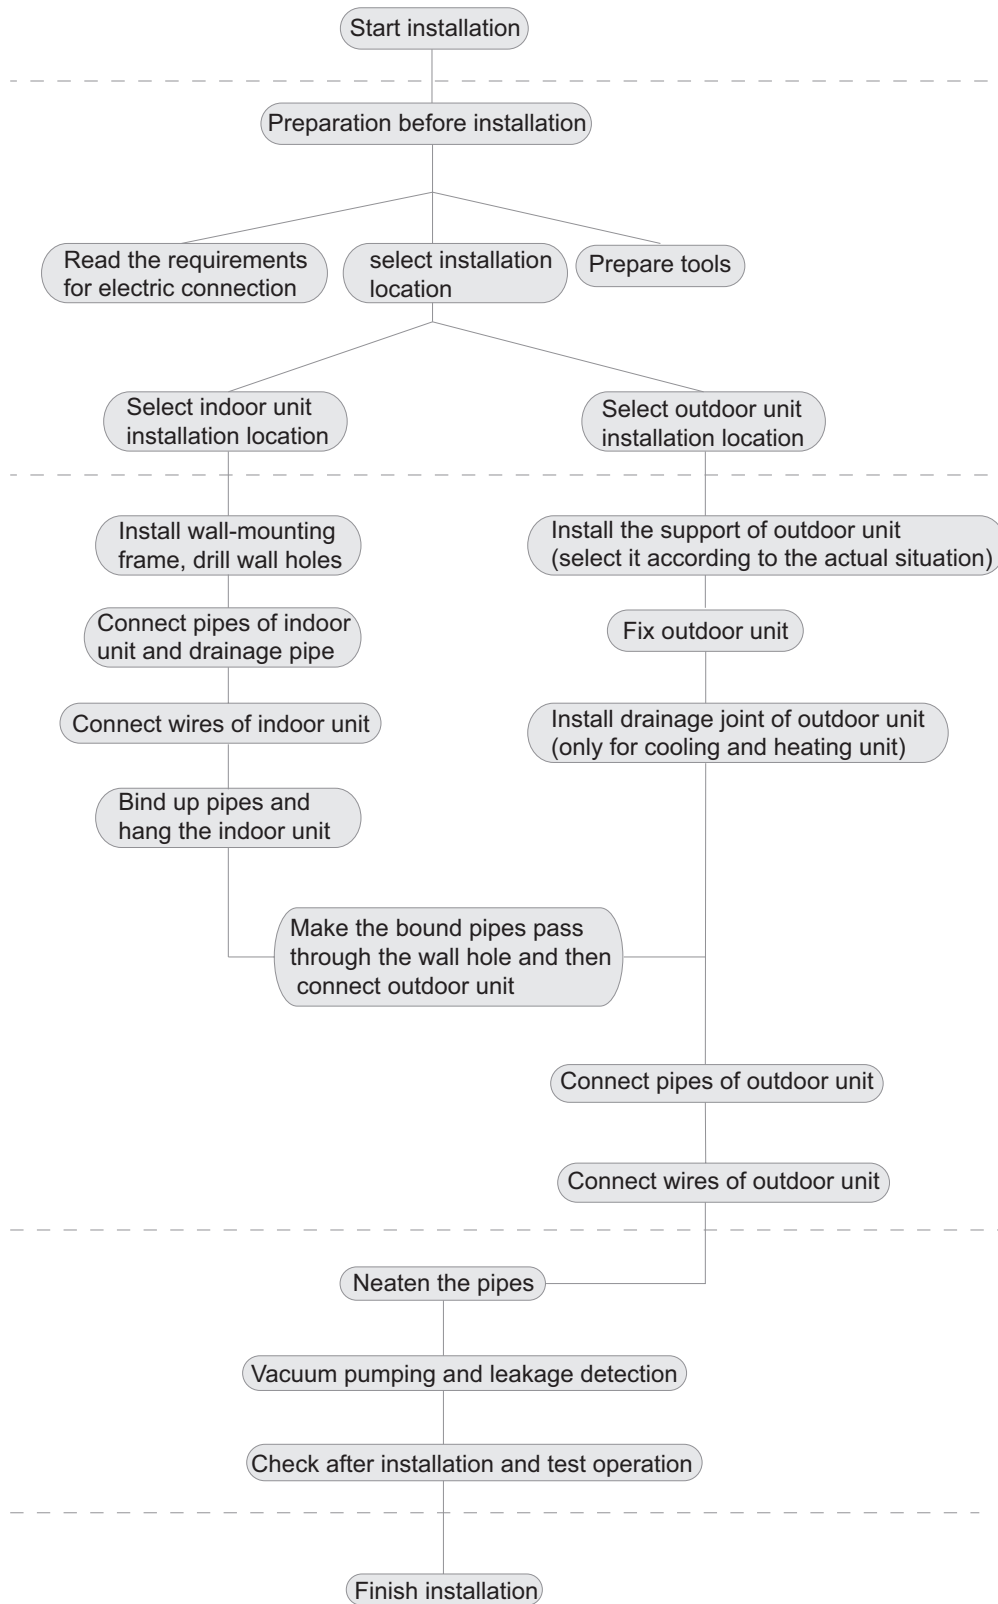 Start installation
Preparation before installation
Read the requirements
for electric connection
select installation
location
Prepare tools
Select indoor unit
installation location
Select outdoor unit
installation location
Install wall-mounting
frame, drill wall holes
Install the support of outdoor unit
(select it according to the actual situation)
Connect pipes of indoor
unit and drainage pipe
Fix outdoor unit
Connect wires of indoor unit
Install drainage joint of outdoor unit
(only for cooling and heating unit)
Bind up pipes and
hang the indoor unit
Make the bound pipes pass
through the wall hole and then
connect outdoor unit
Connect pipes of outdoor unit
Connect wires of outdoor unit
Neaten the pipes
Vacuum pumping and leakage detection
Check after installation and test operation
Finish installation